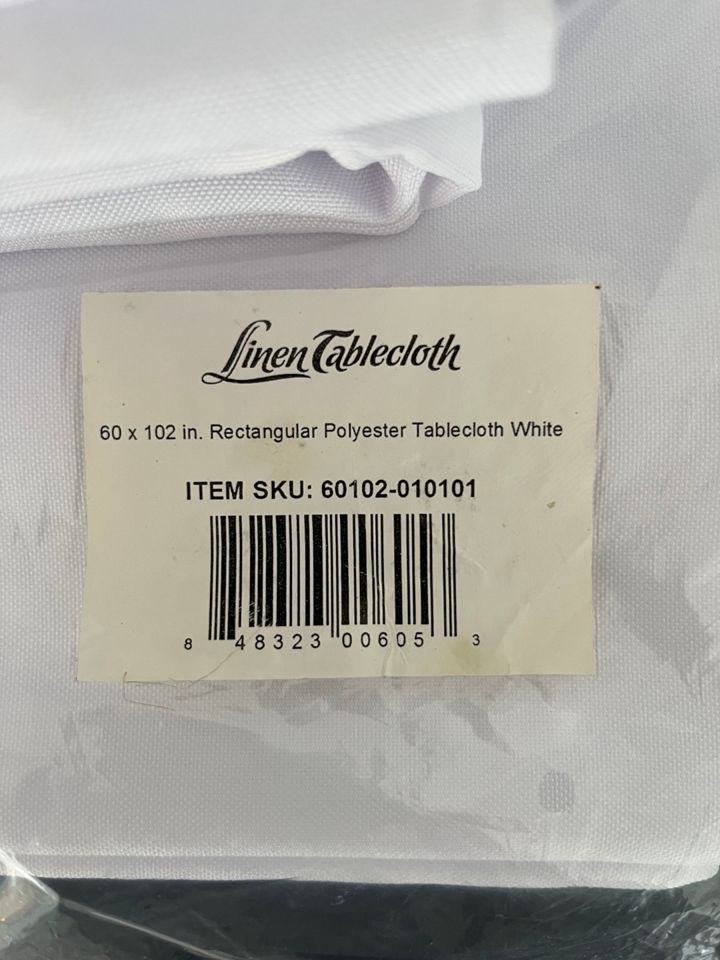 Linen Tablecloth
60 x 102 in. Rectangular Polyester Tablecloth White
ITEM SKU: 60102-010101
8 48323 00605 3